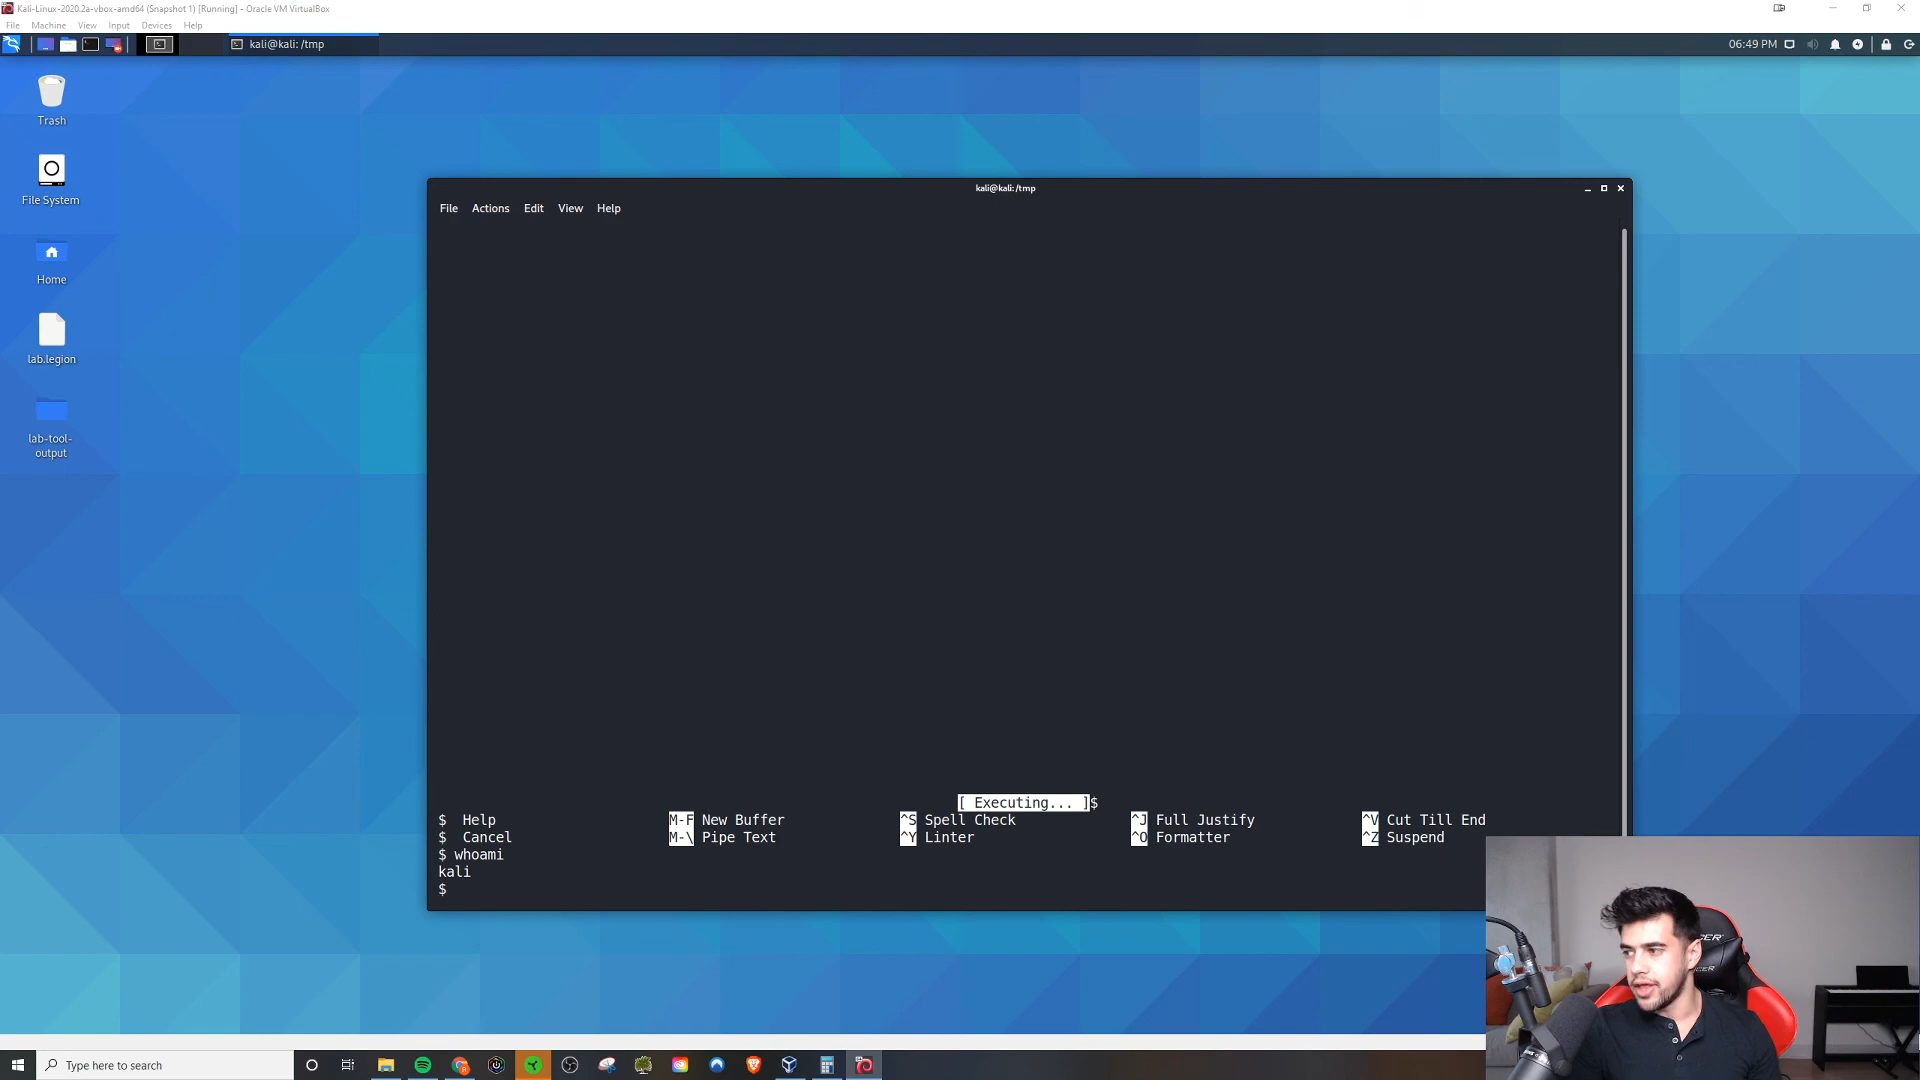 Kali-Linux-2020.2a-vbox-amd64 (Snapshot 1) [Running] - Oracle VM VirtualBox
File Machine View Input Devices Help
kali@kali: /tmp
06:49 PM
Trash
File System
Home
lab.legion
lab-tool-
output
kali@kali: /tmp
File Actions Edit View Help
[ Executing... ]$
$ Help M-F New Buffer ^S Spell Check ^J Full Justify ^V Cut Till End
$ Cancel M-\ Pipe Text ^Y Linter ^O Formatter ^Z Suspend
$ whoami
kali
$
Type here to search